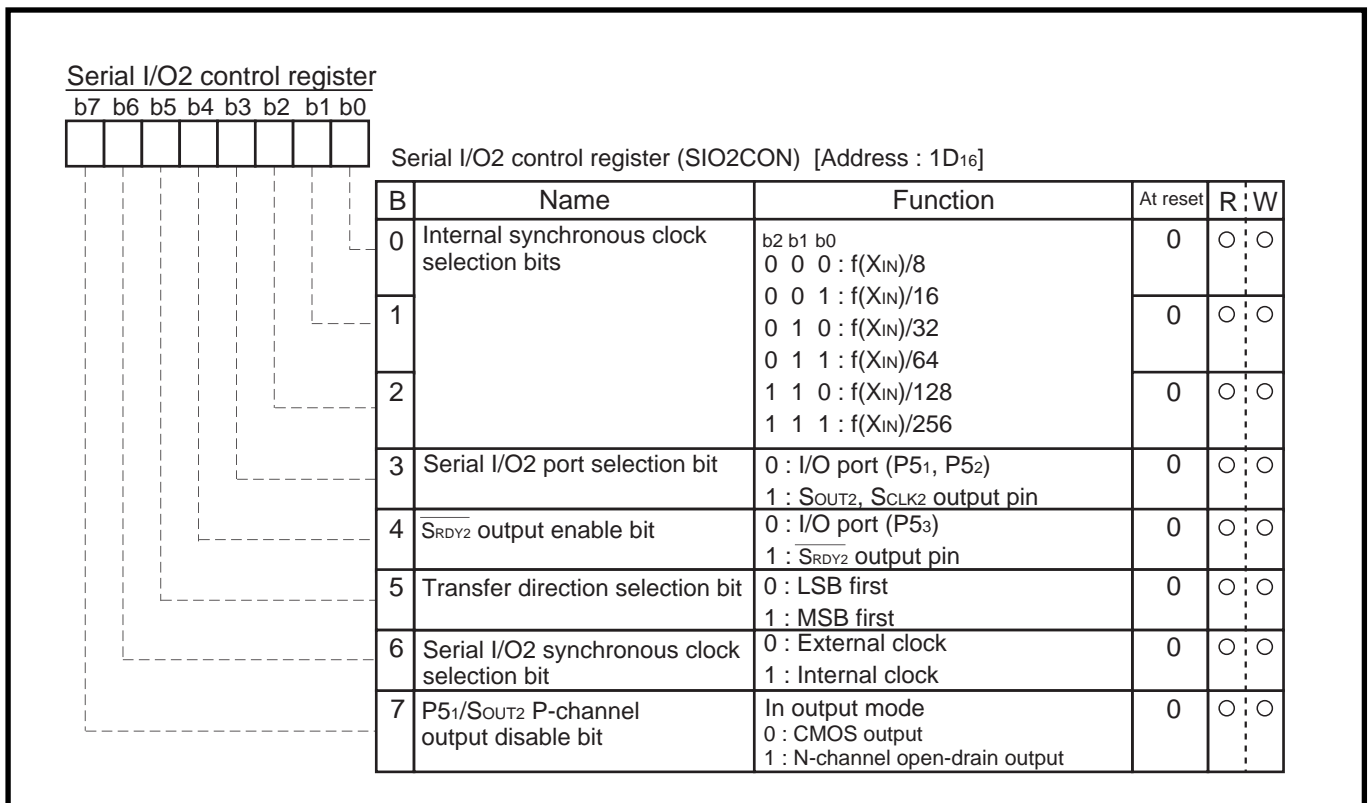 Serial I/O2 control register
b7 b6 b5 b4 b3 b2 b1 b0
Serial I/O2 control register (SIO2CON) [Address : 1D16]
B Name Function At reset R W
0 Internal synchronous clock selection bits
b2 b1 b0
0 0 0 : f(XIN)/8
0 0 1 : f(XIN)/16
0 1 0 : f(XIN)/32
0 1 1 : f(XIN)/64
1 1 0 : f(XIN)/128
1 1 1 : f(XIN)/256
0 ○ ○
1 0 ○ ○
2 0 ○ ○
3 Serial I/O2 port selection bit 0 : I/O port (P51, P52) 0 ○ ○
1 : SOUT2, SCLK2 output pin
4 SRDY2 output enable bit 0 : I/O port (P53) 0 ○ ○
1 : SRDY2 output pin
5 Transfer direction selection bit 0 : LSB first 0 ○ ○
1 : MSB first
6 Serial I/O2 synchronous clock 0 : External clock 0 ○ ○
selection bit 1 : Internal clock
7 P51/SOUT2 P-channel In output mode 0 ○ ○
output disable bit 0 : CMOS output
1 : N-channel open-drain output